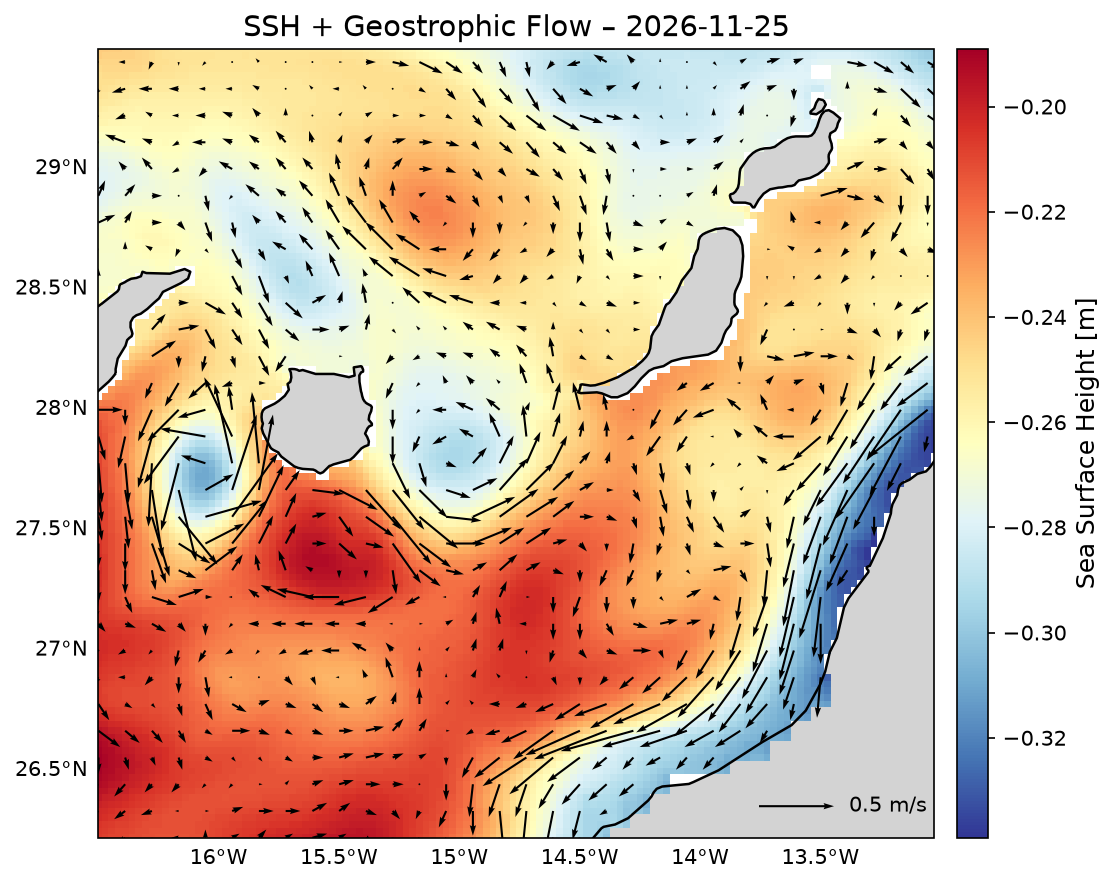 SSH + Geostrophic Flow – 2026-11-25
29°N
28.5°N
28°N
27.5°N
27°N
26.5°N
16°W
15.5°W
15°W
14.5°W
14°W
13.5°W
0.5 m/s
−0.20
−0.22
−0.24
−0.26
−0.28
−0.30
−0.32
Sea Surface Height [m]